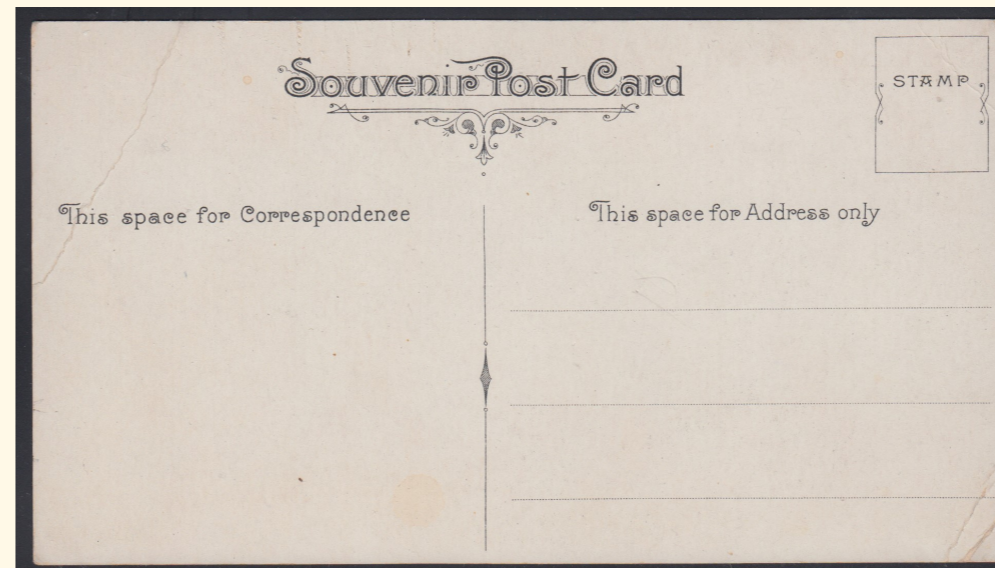 Souvenir Post Card
STAMP
This space for Correspondence
This space for Address only